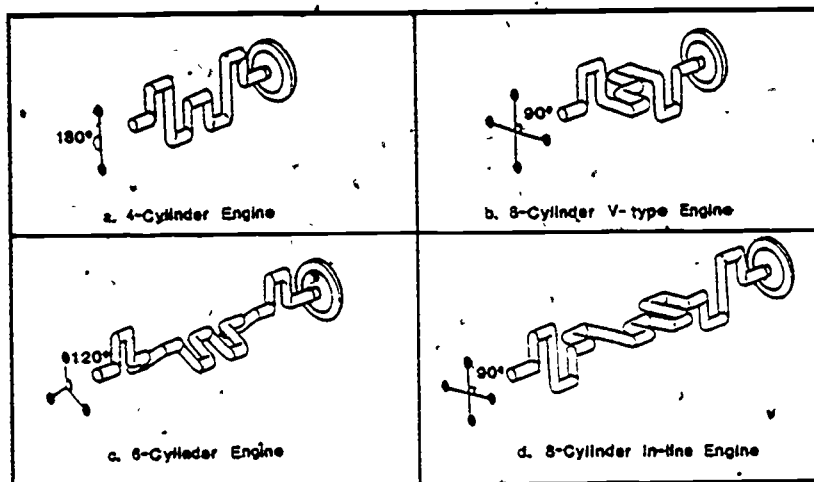 180°
a. 4-Cylinder Engine
90°
b. 8-Cylinder V-type Engine
120°
c. 6-Cylinder Engine
90°
d. 8-Cylinder In-line Engine